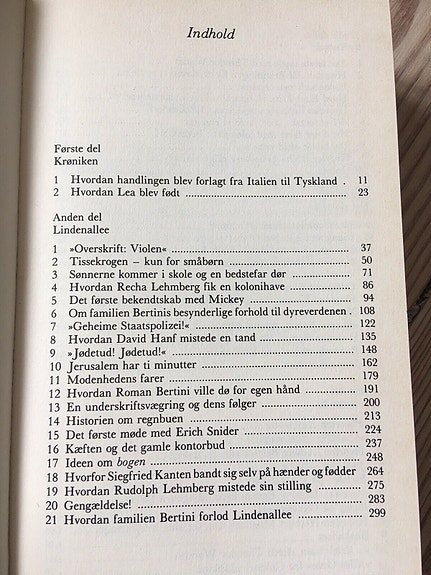 Indhold
Første del
Krøniken
1 Hvordan handlingen blev forlagt fra Italien til Tyskland . 11
2 Hvordan Lea blev født ........ 23
Anden del
Lindenallee
1 »Overskrift: Violen« ........ 37
2 Tissekrogen – kun for småbørn ........ 50
3 Sønnerne kommer i skole og en bedstefar dør ........ 71
4 Hvordan Recha Lehmberg fik en kolonihave ........ 86
5 Det første bekendtskab med Mickey ........ 94
6 Om familien Bertinis besynderlige forhold til dyreverdenen . 108
7 »Geheime Staatspolizei!« ........ 122
8 Hvordan David Hanf mistede en tand ........ 135
9 »Jødetud! Jødetud!« ........ 148
10 Jerusalem har ti minutter ........ 162
11 Modenhedens farer ........ 179
12 Hvordan Roman Bertini ville dø for egen hånd ........ 191
13 En underskriftsvægring og dens følger ........ 200
14 Historien om regnbuen ........ 213
15 Det første møde med Erich Snider ........ 224
16 Kæften og det gamle kontorbud ........ 237
17 Ideen om bogen ........ 248
18 Hvorfor Siegfried Kanten bandt sig selv på hænder og fødder 264
19 Hvordan Rudolph Lehmberg mistede sin stilling ........ 275
20 Gengældelse! ........ 283
21 Hvordan familien Bertini forlod Lindenallee ........ 299